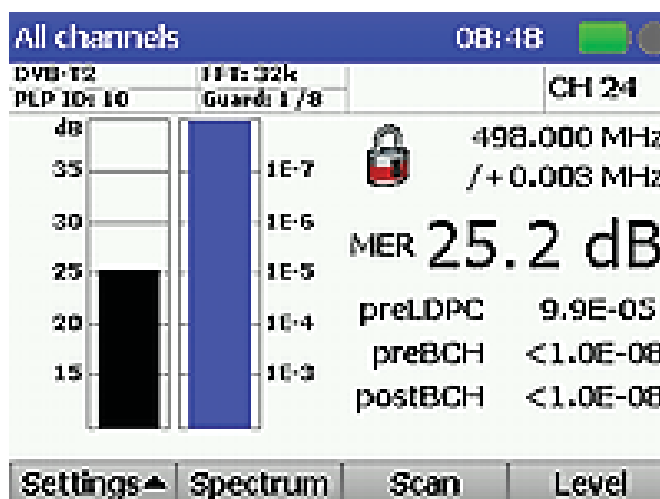 All channels 08:48
DVB-T2 FFT: 32k
PLP ID: 10 Guard: 1/8 CH 24
dB
35
30
25
20
15
1E-7
1E-6
1E-5
1E-4
1E-3
498.000 MHz
/+0.003 MHz
MER 25.2 dB
preLDPC 9.9E-05
preBCH <1.0E-08
postBCH <1.0E-08
Settings Spectrum Scan Level